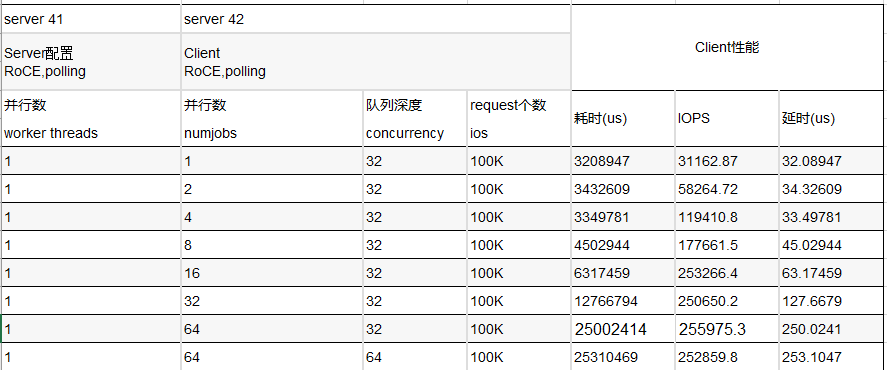 server 41 server 42
Client性能
Server配置 Client
RoCE,polling RoCE,polling
并行数 并行数 队列深度 request个数 耗时(us) IOPS 延时(us)
worker threads numjobs concurrency ios
1 1 32 100K 3208947 31162.87 32.08947
1 2 32 100K 3432609 58264.72 34.32609
1 4 32 100K 3349781 119410.8 33.49781
1 8 32 100K 4502944 177661.5 45.02944
1 16 32 100K 6317459 253266.4 63.17459
1 32 32 100K 12766794 250650.2 127.6679
1 64 32 100K 25002414 255975.3 250.0241
1 64 64 100K 25310469 252859.8 253.1047